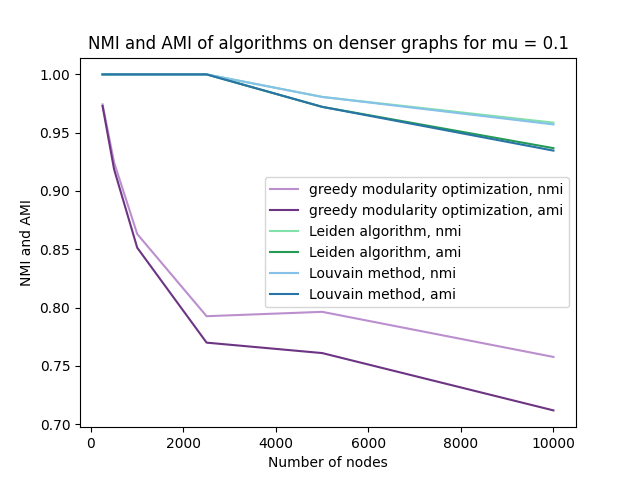 NMI and AMI of algorithms on denser graphs for mu = 0.1
1.00
0.95
0.90
0.85
0.80
0.75
0.70
NMI and AMI
greedy modularity optimization, nmi
greedy modularity optimization, ami
Leiden algorithm, nmi
Leiden algorithm, ami
Louvain method, nmi
Louvain method, ami
0 2000 4000 6000 8000 10000
Number of nodes